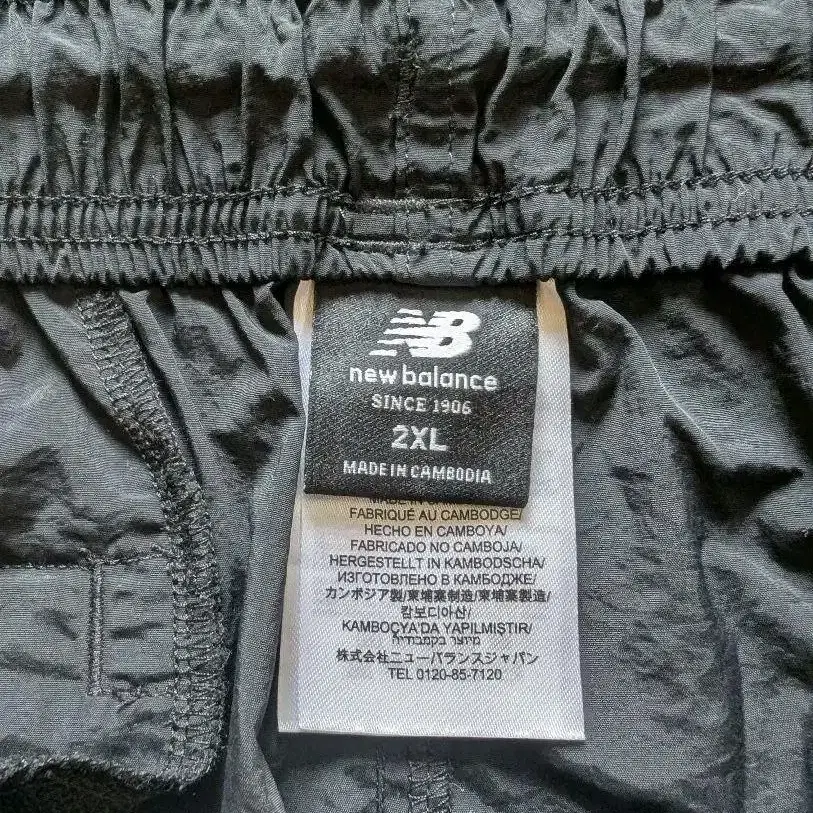 NB
new balance
SINCE 1906
2XL
MADE IN CAMBODIA
FABRIQUÉ AU CAMBODGE/
HECHO EN CAMBOYA/
FABRICADO NO CAMBOJA/
HERGESTELLT IN KAMBODSCHA/
ИЗГОТОВЛЕНО В КАМБОДЖЕ/
カンボジア製/柬埔寨制造/柬埔寨製造/
캄보디아산/
KAMBOÇYA'DA YAPILMIŞTIR/
מיוצר בקמבודיה
株式会社ニューバランスジャパン
TEL 0120-85-7120